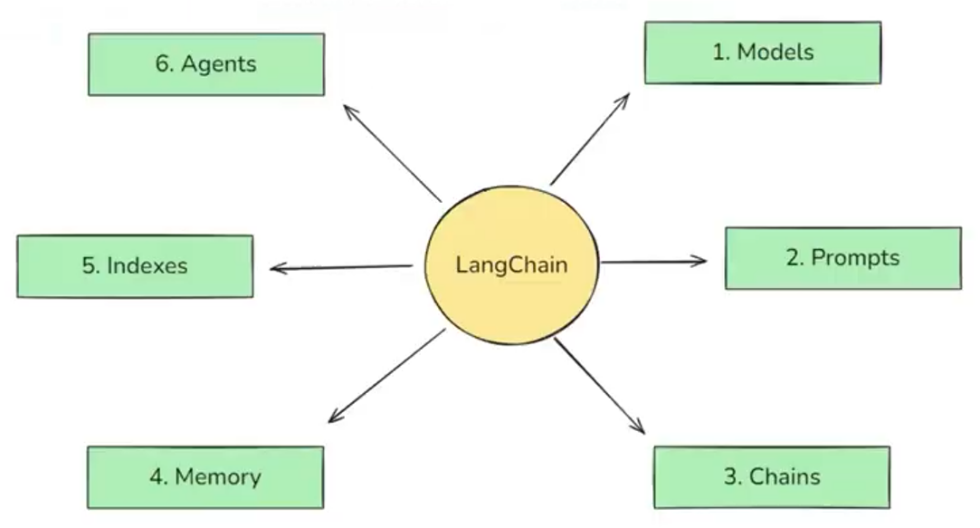 6. Agents
1. Models
5. Indexes
LangChain
2. Prompts
4. Memory
3. Chains